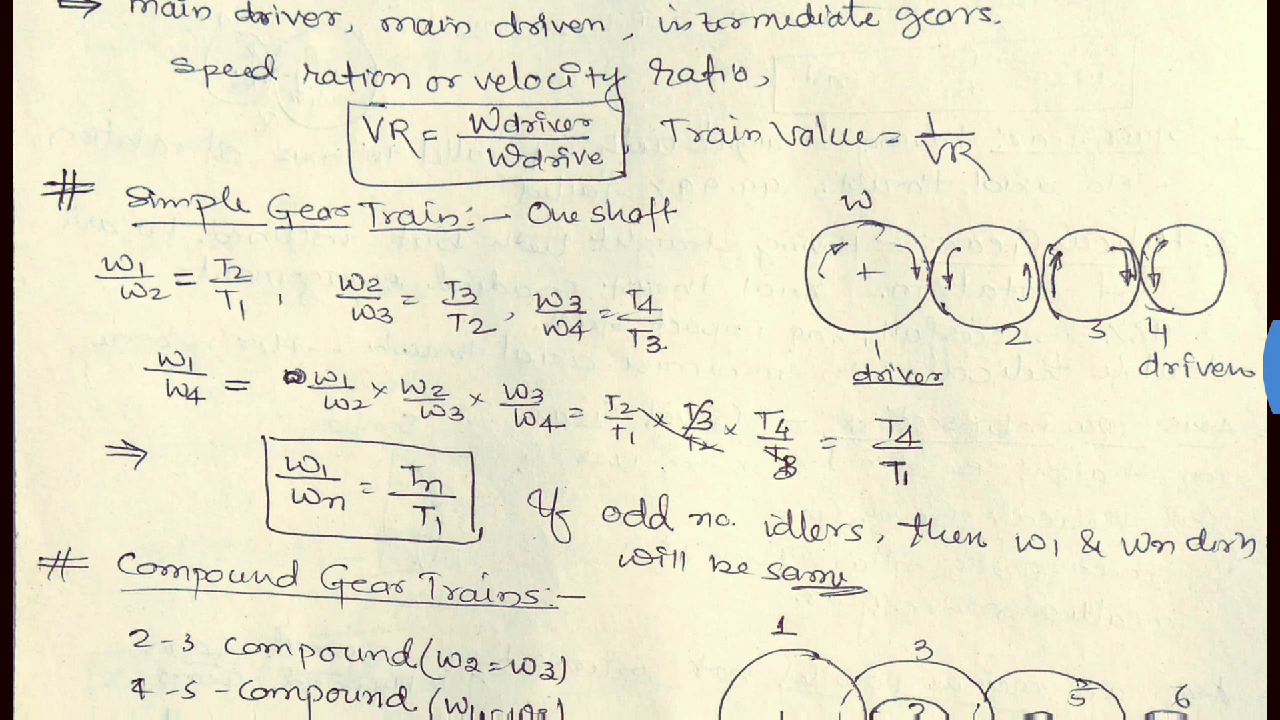 ⇒ main driver, main driven, intermediate gears.
Speed ration or velocity ratio,
VR = Wdriver / Wdrive Train Value = 1/VR
# Simple Gear Train:- One shaft
ω1/ω2 = T2/T1, ω2/ω3 = T3/T2, ω3/ω4 = T4/T3
ω
1 2 3 4
driver driven
ω1/ω4 = ω1/ω2 × ω2/ω3 × ω3/ω4 = T2/T1 × T3/T2 × T4/T3 = T4/T1
⇒ ω1/ωn = Tn/T1, If odd no. idlers, then ω1 & ωn dirn
will be same
# Compound Gear Trains:-
2-3 compound (ω2=ω3)
4-5-compound
1 3 2 5 6